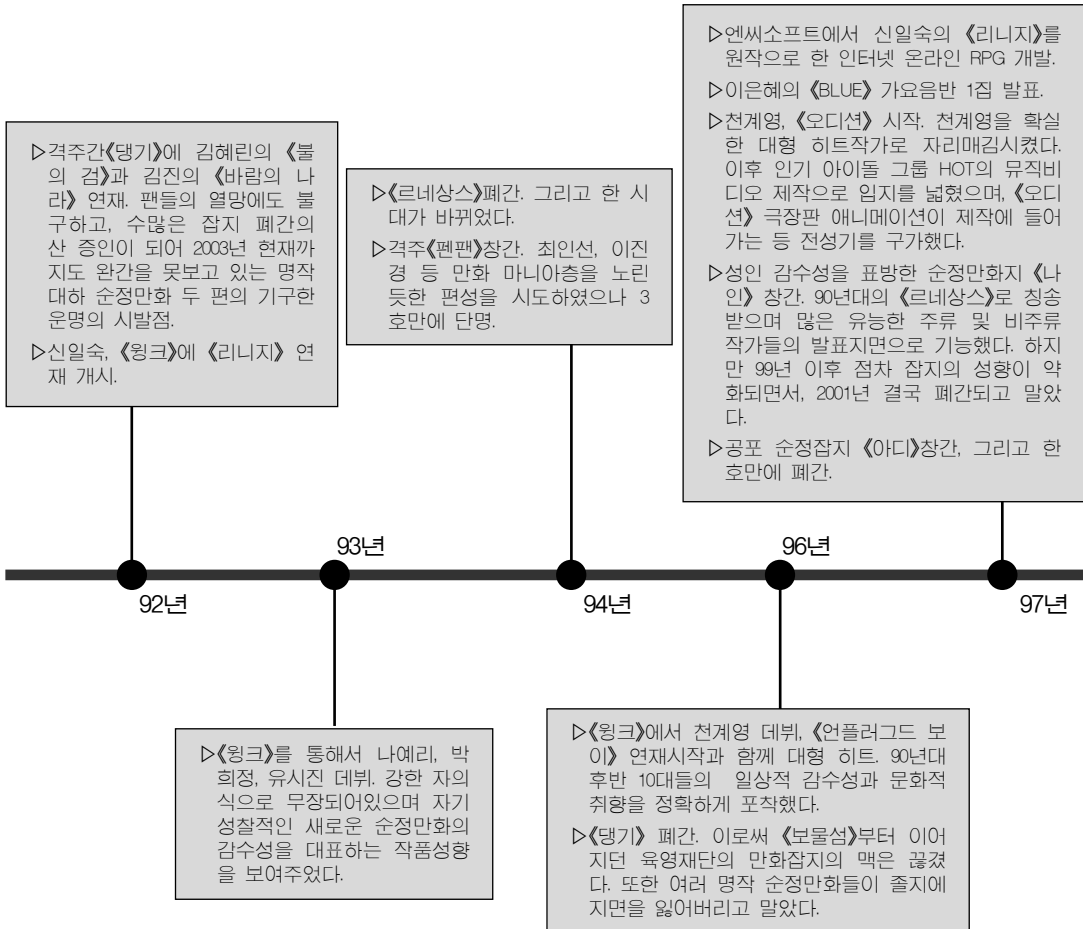 ▷격주간《댕기》에 김혜린의 《불
의 검》과 김진의 《바람의 나
라》 연재. 팬들의 열망에도 불
구하고, 수많은 잡지 폐간의
산 증인이 되어 2003년 현재까
지도 완간을 못보고 있는 명작
대하 순정만화 두 편의 기구한
운명의 시발점.
▷신일숙, 《윙크》에 《리니지》 연
재 개시.
92년
93년
▷《윙크》를 통해서 나예리, 박
희정, 유시진 데뷔. 강한 자의
식으로 무장되어있으며 자기
성찰적인 새로운 순정만화의
감수성을 대표하는 작품성향
을 보여주었다.
▷《르네상스》폐간. 그리고 한 시
대가 바뀌었다.
▷격주《펜팬》창간. 최인선, 이진
경 등 만화 마니아층을 노린
듯한 편성을 시도하였으나 3
호만에 단명.
94년
96년
▷《윙크》에서 천계영 데뷔, 《언플러그드 보
이》 연재시작과 함께 대형 히트. 90년대
후반 10대들의 일상적 감수성과 문화적
취향을 정확하게 포착했다.
▷《댕기》 폐간. 이로써 《보물섬》부터 이어
지던 육영재단의 만화잡지의 맥은 끊겼
다. 또한 여러 명작 순정만화들이 졸지에
지면을 잃어버리고 말았다.
▷엔씨소프트에서 신일숙의 《리니지》를
원작으로 한 인터넷 온라인 RPG 개발.
▷이은혜의 《BLUE》 가요음반 1집 발표.
▷천계영, 《오디션》 시작. 천계영을 확실
한 대형 히트작가로 자리매김시켰다.
이후 인기 아이돌 그룹 HOT의 뮤직비
디오 제작으로 입지를 넓혔으며, 《오디
션》 극장판 애니메이션이 제작에 들어
가는 등 전성기를 구가했다.
▷성인 감수성을 표방한 순정만화지 《나
인》 창간. 90년대의 《르네상스》로 칭송
받으며 많은 유능한 주류 및 비주류
작가들의 발표지면으로 기능했다. 하지
만 99년 이후 점차 잡지의 성향이 약
화되면서, 2001년 결국 폐간되고 말았
다.
▷공포 순정잡지 《아디》창간, 그리고 한
호만에 폐간.
97년